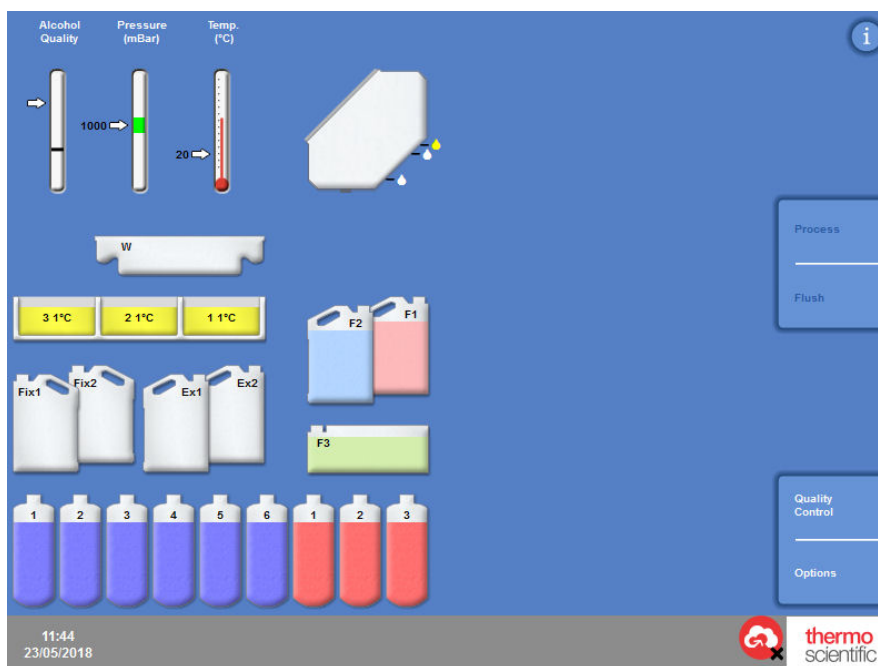 Alcohol Quality
Pressure (mBar)
Temp. (°C)
i
1000
20
W
3 1°C
2 1°C
1 1°C
F2
F1
Fix1
Fix2
Ex1
Ex2
F3
1
2
3
4
5
6
1
2
3
Process
Flush
Quality
Control
Options
11:44
23/05/2018
thermo
scientific